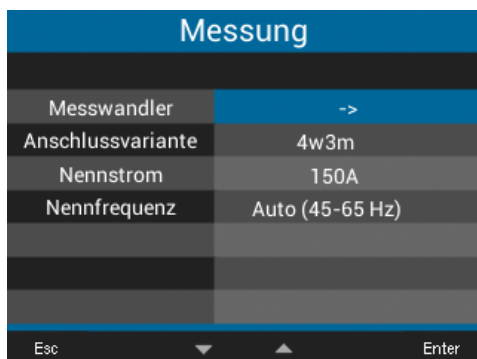 Messung
Messwandler ->
Anschlussvariante 4w3m
Nennstrom 150A
Nennfrequenz Auto (45-65 Hz)
Esc Enter